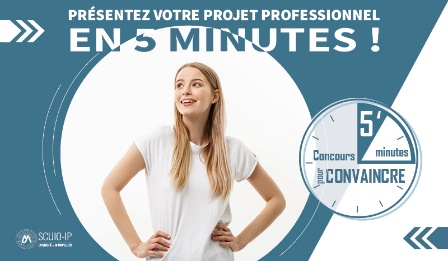 PRÉSENTEZ VOTRE PROJET PROFESSIONNEL
EN 5 MINUTES !
5'
Concours minutes
pour
CONVAINCRE
SCUIO-IP